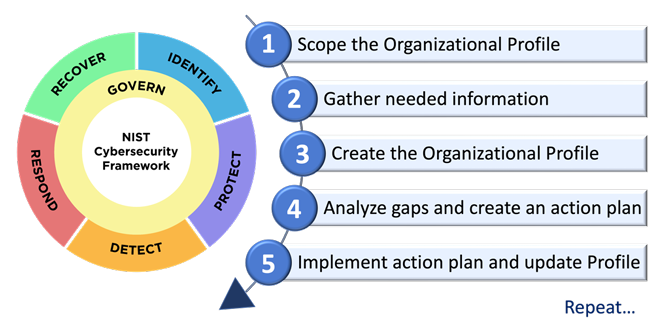 RECOVER
IDENTIFY
GOVERN
NIST
Cybersecurity
Framework
RESPOND
PROTECT
DETECT
1 Scope the Organizational Profile
2 Gather needed information
3 Create the Organizational Profile
4 Analyze gaps and create an action plan
5 Implement action plan and update Profile
Repeat...